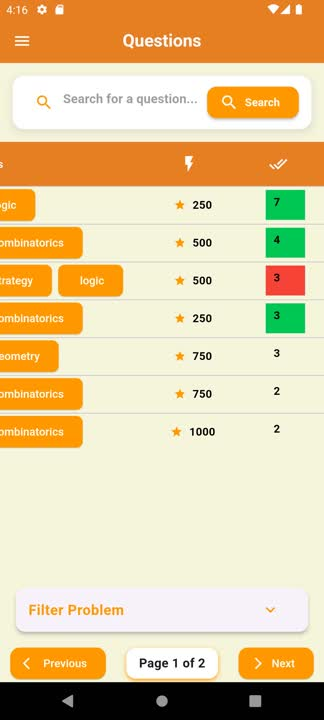 4:16
Questions
Search for a question...
Search
s
ogic 250 7
ombinatorics 500 4
trategy logic 500 3
ombinatorics 250 3
eometry 750 3
ombinatorics 750 2
ombinatorics 1000 2
Filter Problem
Previous Page 1 of 2 Next